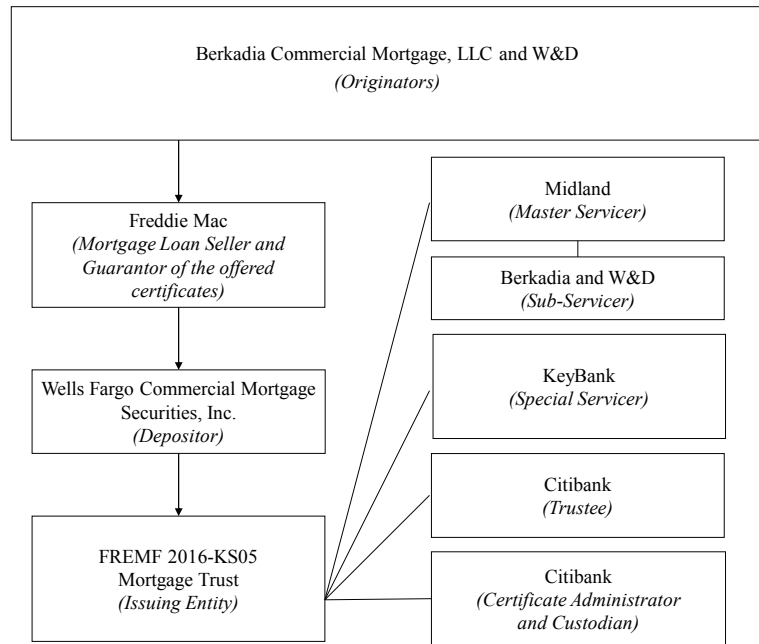 Berkadia Commercial Mortgage, LLC and W&D
(Originators)
Freddie Mac
(Mortgage Loan Seller and
Guarantor of the offered
certificates)
Wells Fargo Commercial Mortgage
Securities, Inc.
(Depositor)
FREMF 2016-KS05
Mortgage Trust
(Issuing Entity)
Midland
(Master Servicer)
Berkadia and W&D
(Sub-Servicer)
KeyBank
(Special Servicer)
Citibank
(Trustee)
Citibank
(Certificate Administrator
and Custodian)